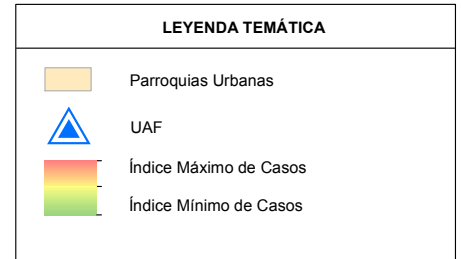 LEYENDA TEMÁTICA
Parroquias Urbanas
UAF
Índice Máximo de Casos
Índice Mínimo de Casos